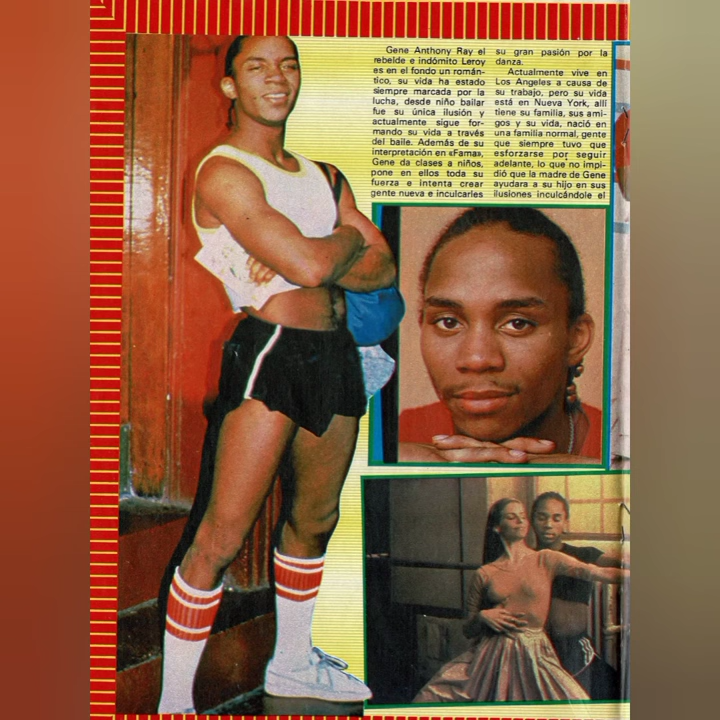 Gene Anthony Ray el
rebelde e indómito Leroy
es en el fondo un román-
tico, su vida ha estado
siempre marcada por la
lucha, desde niño bailar
fue su única ilusión y
actualmente sigue for-
mando su vida a través
del baile. Además de su
interpretación en «Fama»,
Gene da clases a niños,
pone en ellos toda su
fuerza e intenta crear
gente nueva e inculcarles
su gran pasión por la
danza.
Actualmente vive en
Los Angeles a causa de
su trabajo, pero su vida
está en Nueva York, allí
tiene su familia, sus ami-
gos y su vida, nació en
una familia normal, gente
que siempre tuvo que
esforzarse por seguir
adelante, lo que no impi-
dió que la madre de Gene
ayudara a su hijo en sus
ilusiones inculcándole el